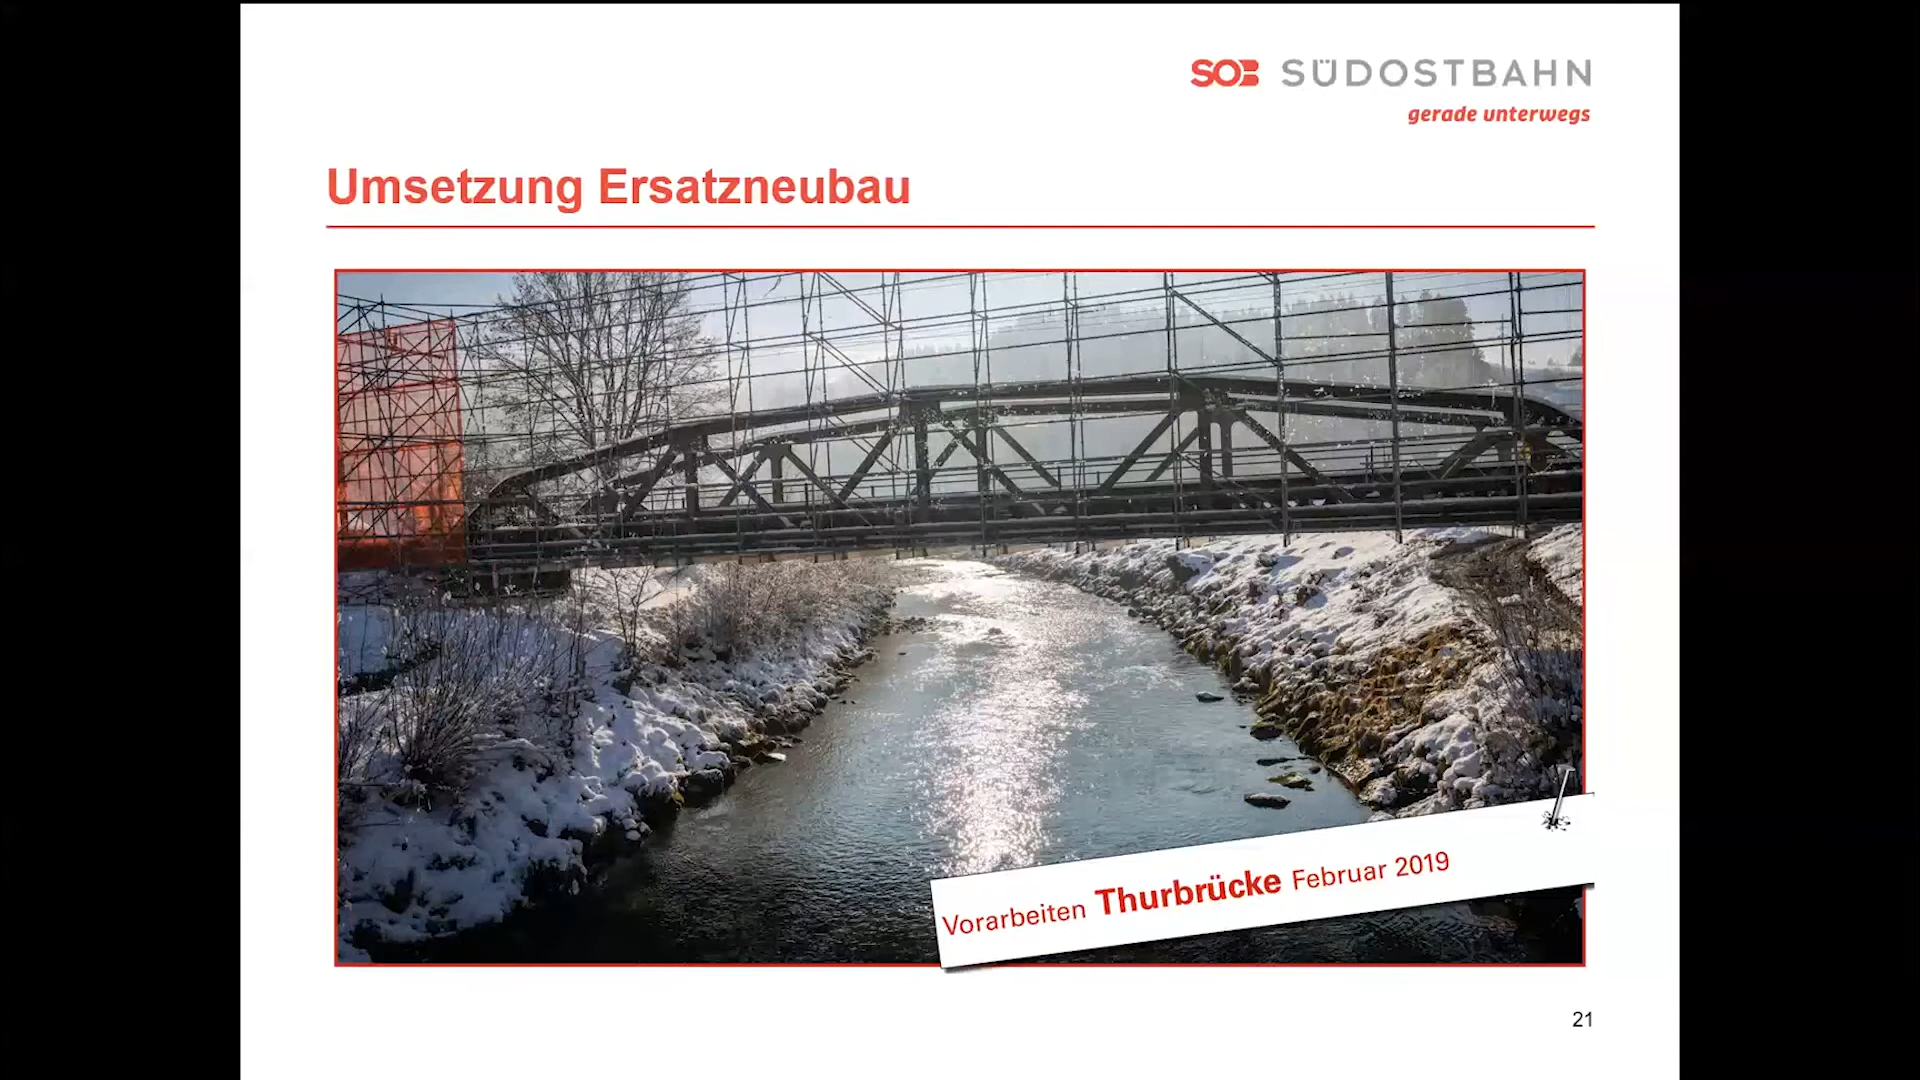 SOB SÜDOSTBAHN
gerade unterwegs
Umsetzung Ersatzneubau
Vorarbeiten Thurbrücke Februar 2019
21